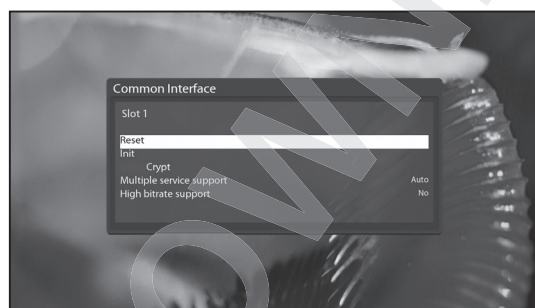 Common Interface
Slot 1
Reset
Init
Crypt
Multiple service support Auto
High bitrate support No